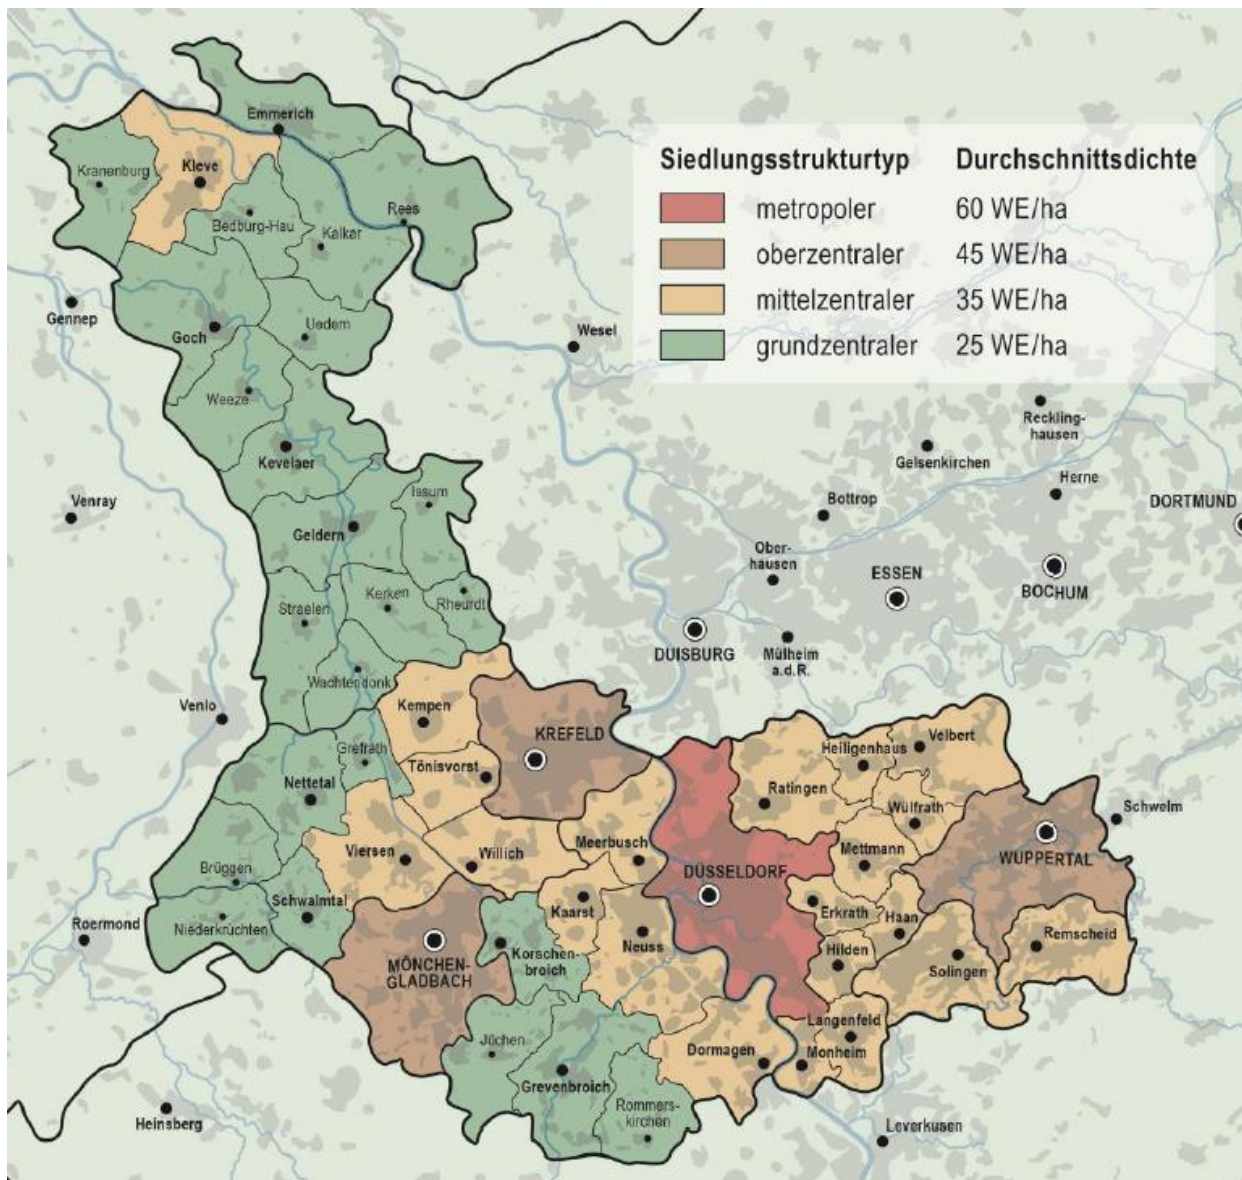 Emmerich
Kranenburg
Kleve
Siedlungsstrukturtyp Durchschnittsdichte
metropoler 60 WE/ha
oberzentraler 45 WE/ha
mittelzentraler 35 WE/ha
grundzentraler 25 WE/ha
Bedburg-Hau
Rees
Kalkar
Gennep
Goch
Uedem
Wesel
Weeze
Kevelaer
Reckling-
hausen
Gelsenkirchen
Herne
Issum
Venray
Bottrop
DORTMUND
Geldern
Ober-
hausen
ESSEN
BOCHUM
Straelen
Kerken
Rheurdt
DUISBURG
Mülheim
a.d.R.
Wachtendonk
Venlo
Kempen
KREFELD
Grefrath
Tönisvorst
Heiligenhaus
Velbert
Nettetal
Ratingen
Wülfrath
Schwelm
Viersen
Willich
Meerbusch
Mettmann
WUPPERTAL
Brüggen
DÜSSELDORF
Schwalmtal
Kaarst
Erkrath
Haan
Roermond
Niederkrüchten
Neuss
Remscheid
MÖNCHEN-
GLADBACH
Korschen-
broich
Hilden
Solingen
Langenfeld
Jüchen
Dormagen
Monheim
Grevenbroich
Rommers-
kirchen
Heinsberg
Leverkusen